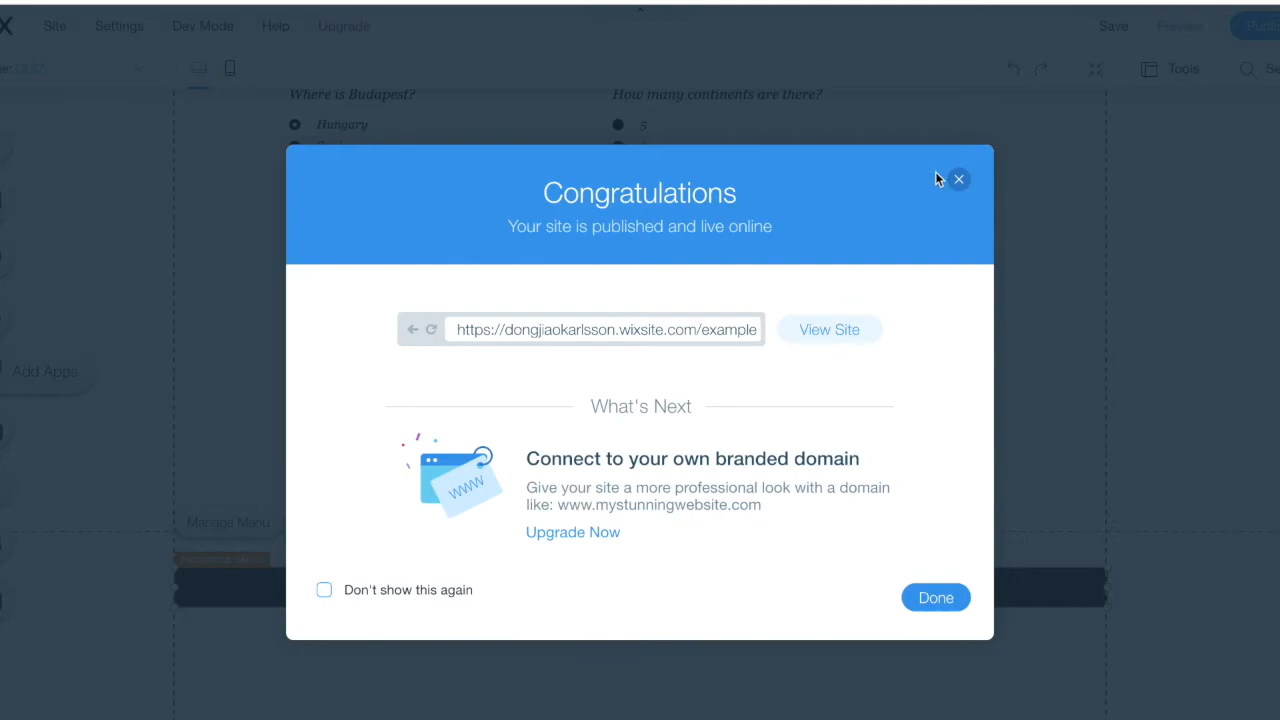 X Site Settings Dev Mode Help Upgrade Save Preview
QUIZ Tools
Where is Budapest? How many continents are there?
Hungary 5
Congratulations
Your site is published and live online
https://dongjiaokarlsson.wixsite.com/example View Site
Add Apps
What's Next
Connect to your own branded domain
WWW
Give your site a more professional look with a domain
like: www.mystunningwebsite.com
Manage Menu
Upgrade Now
Don't show this again
Done